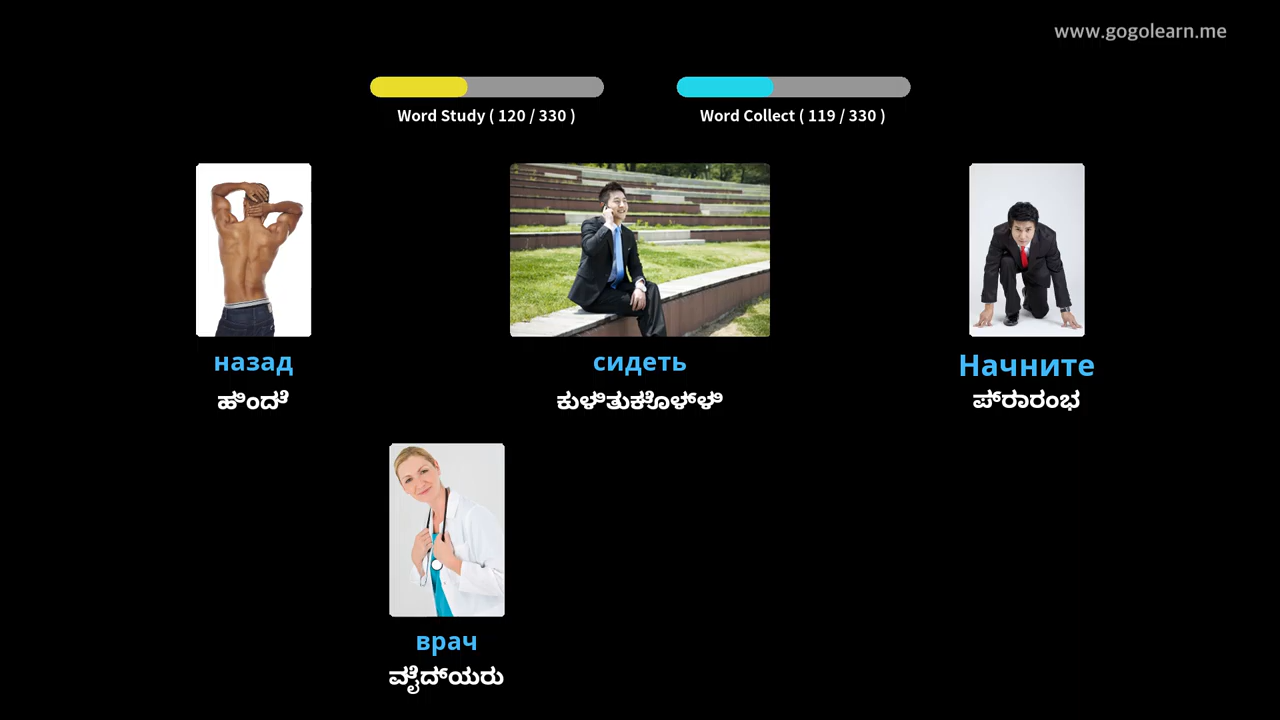 www.gogolearn.me
Word Study ( 120 / 330 )
Word Collect ( 119 / 330 )
назад
ಹಿಂದೆ
сидеть
ಕುಳಿತುಕೊಳ್ಳಿ
Начните
ಪ್ರಾರಂಭ
врач
ವೈದ್ಯರು